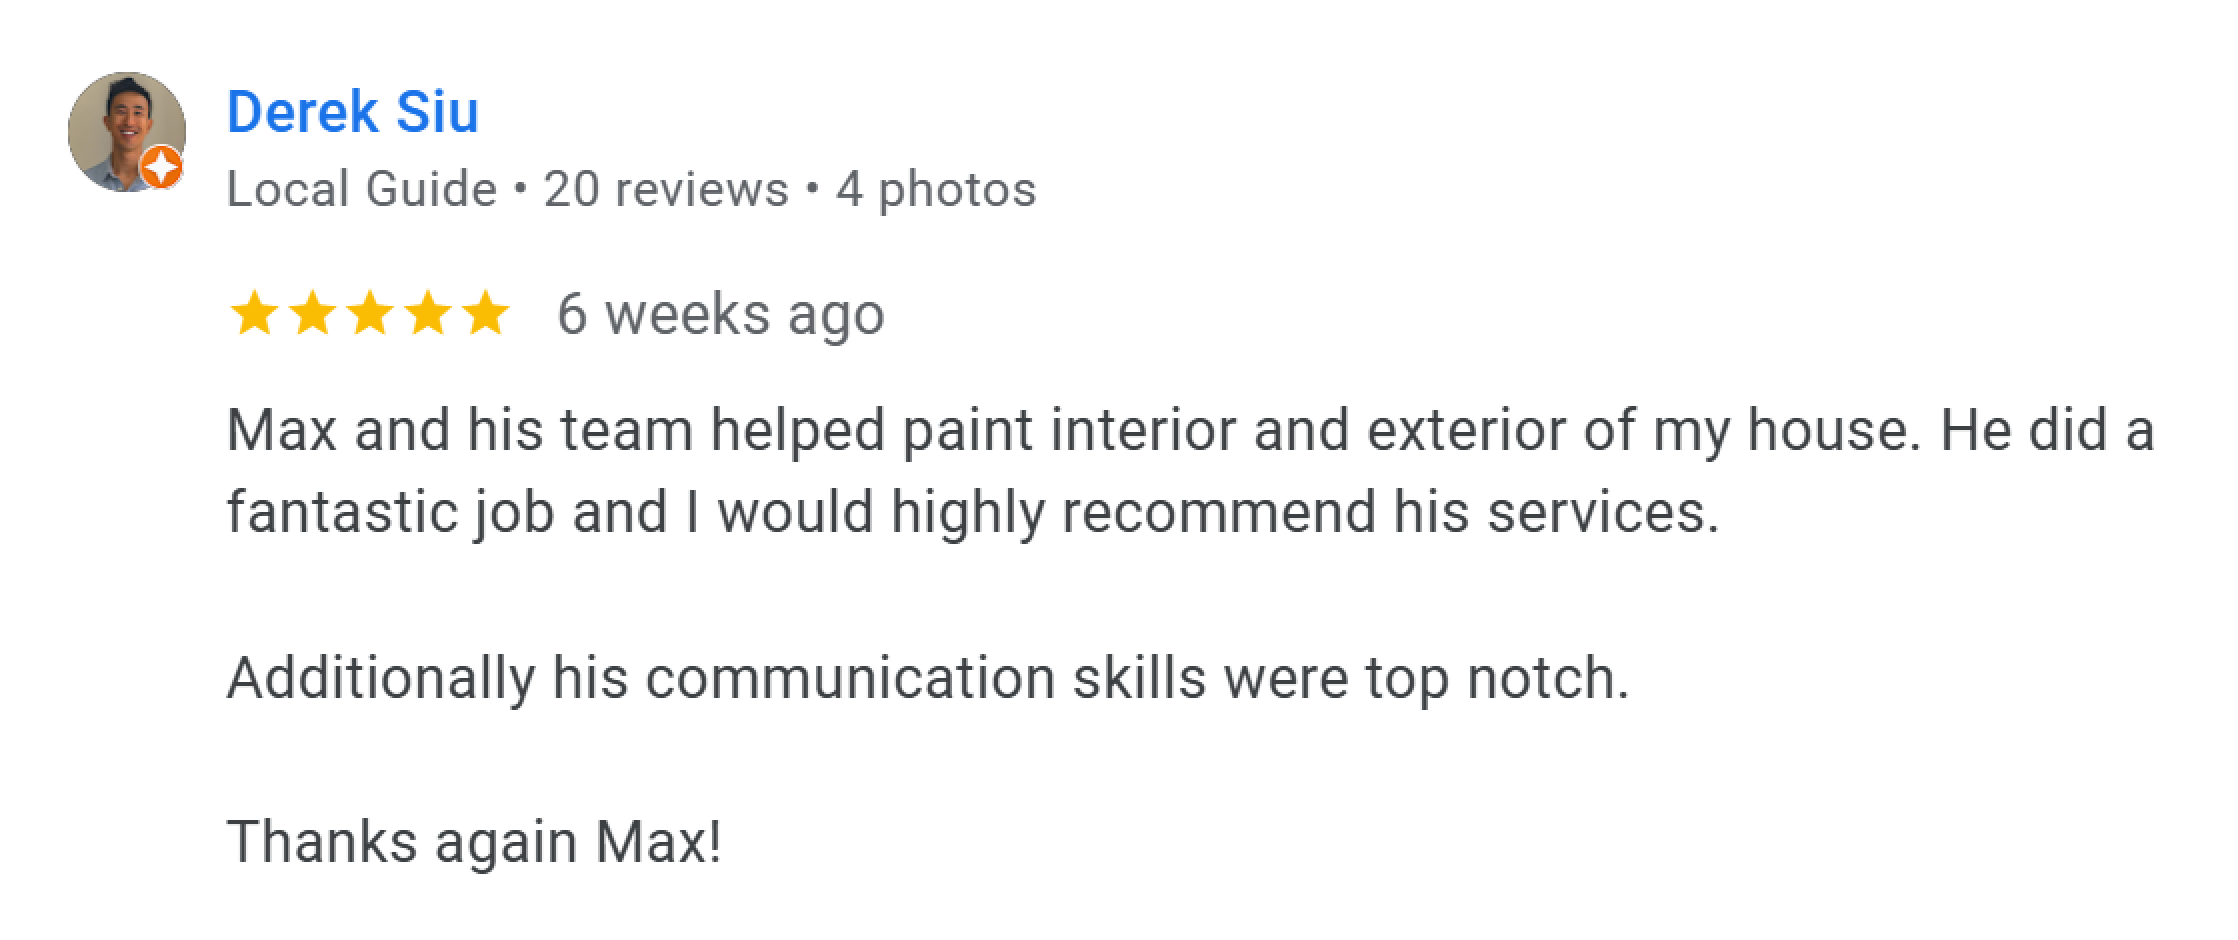 Derek Siu
Local Guide • 20 reviews • 4 photos
6 weeks ago
Max and his team helped paint interior and exterior of my house. He did a
fantastic job and I would highly recommend his services.
Additionally his communication skills were top notch.
Thanks again Max!